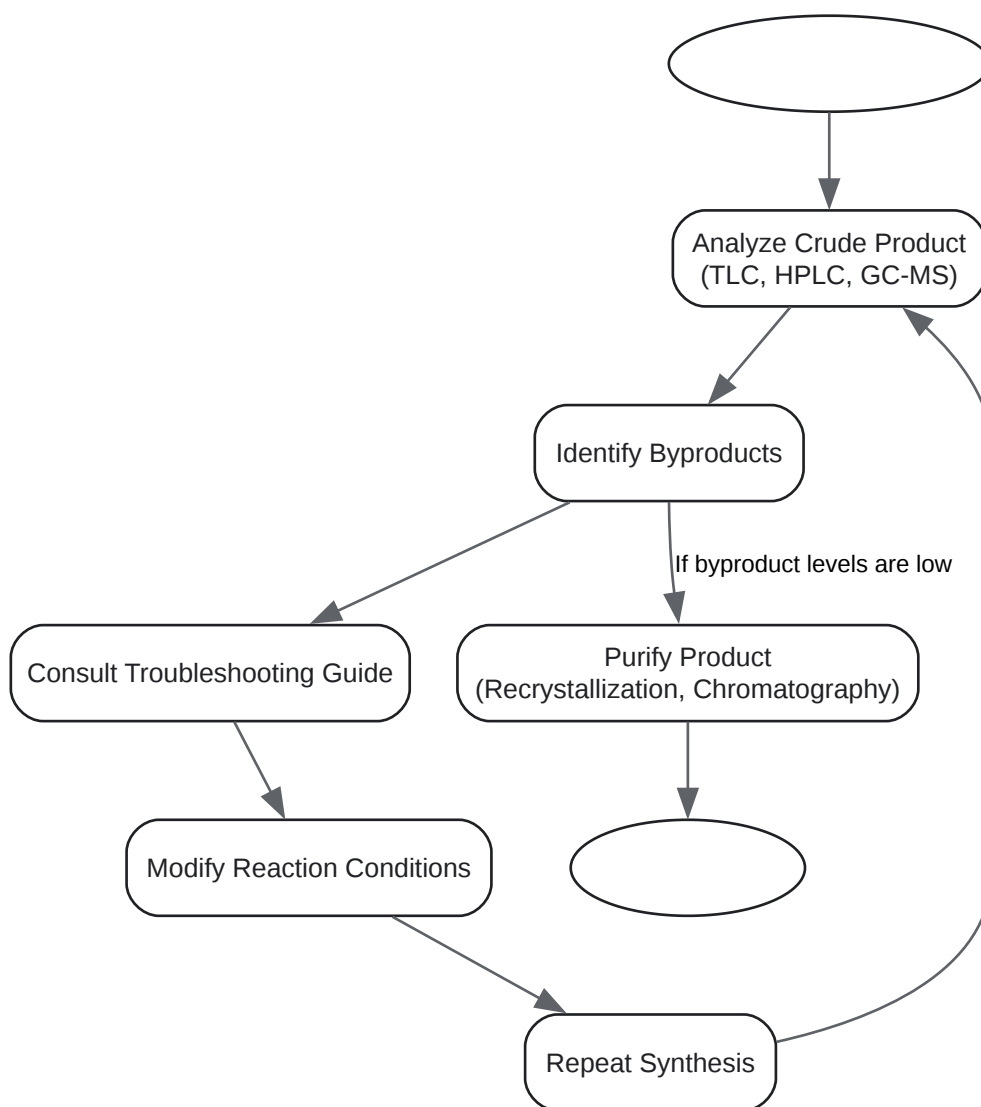 Analyze Crude Product
(TLC, HPLC, GC-MS)
Identify Byproducts
If byproduct levels are low
Consult Troubleshooting Guide
Purify Product
(Recrystallization, Chromatography)
Modify Reaction Conditions
Repeat Synthesis